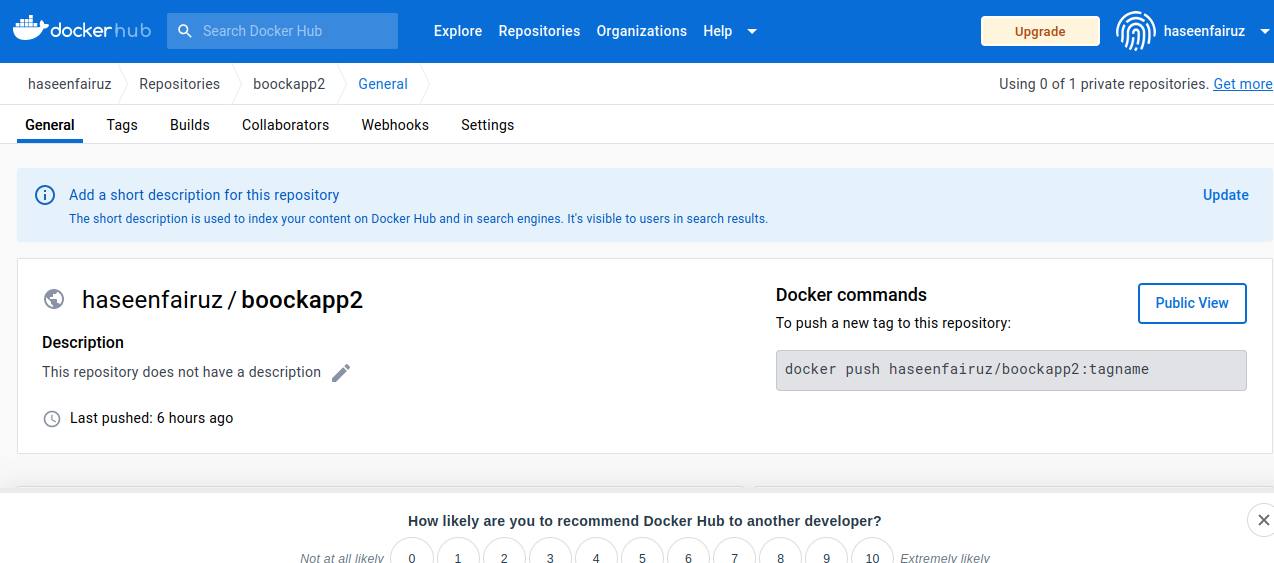 dockerhub Search Docker Hub Explore Repositories Organizations Help Upgrade haseenfairuz
haseenfairuz Repositories boockapp2 General Using 0 of 1 private repositories. Get more
General Tags Builds Collaborators Webhooks Settings
Add a short description for this repository Update
The short description is used to index your content on Docker Hub and in search engines. It's visible to users in search results.
haseenfairuz / boockapp2
Description
This repository does not have a description
Last pushed: 6 hours ago
Docker commands Public View
To push a new tag to this repository:
docker push haseenfairuz/boockapp2:tagname
How likely are you to recommend Docker Hub to another developer?
Not at all likely 0 1 2 3 4 5 6 7 8 9 10 Extremely likely